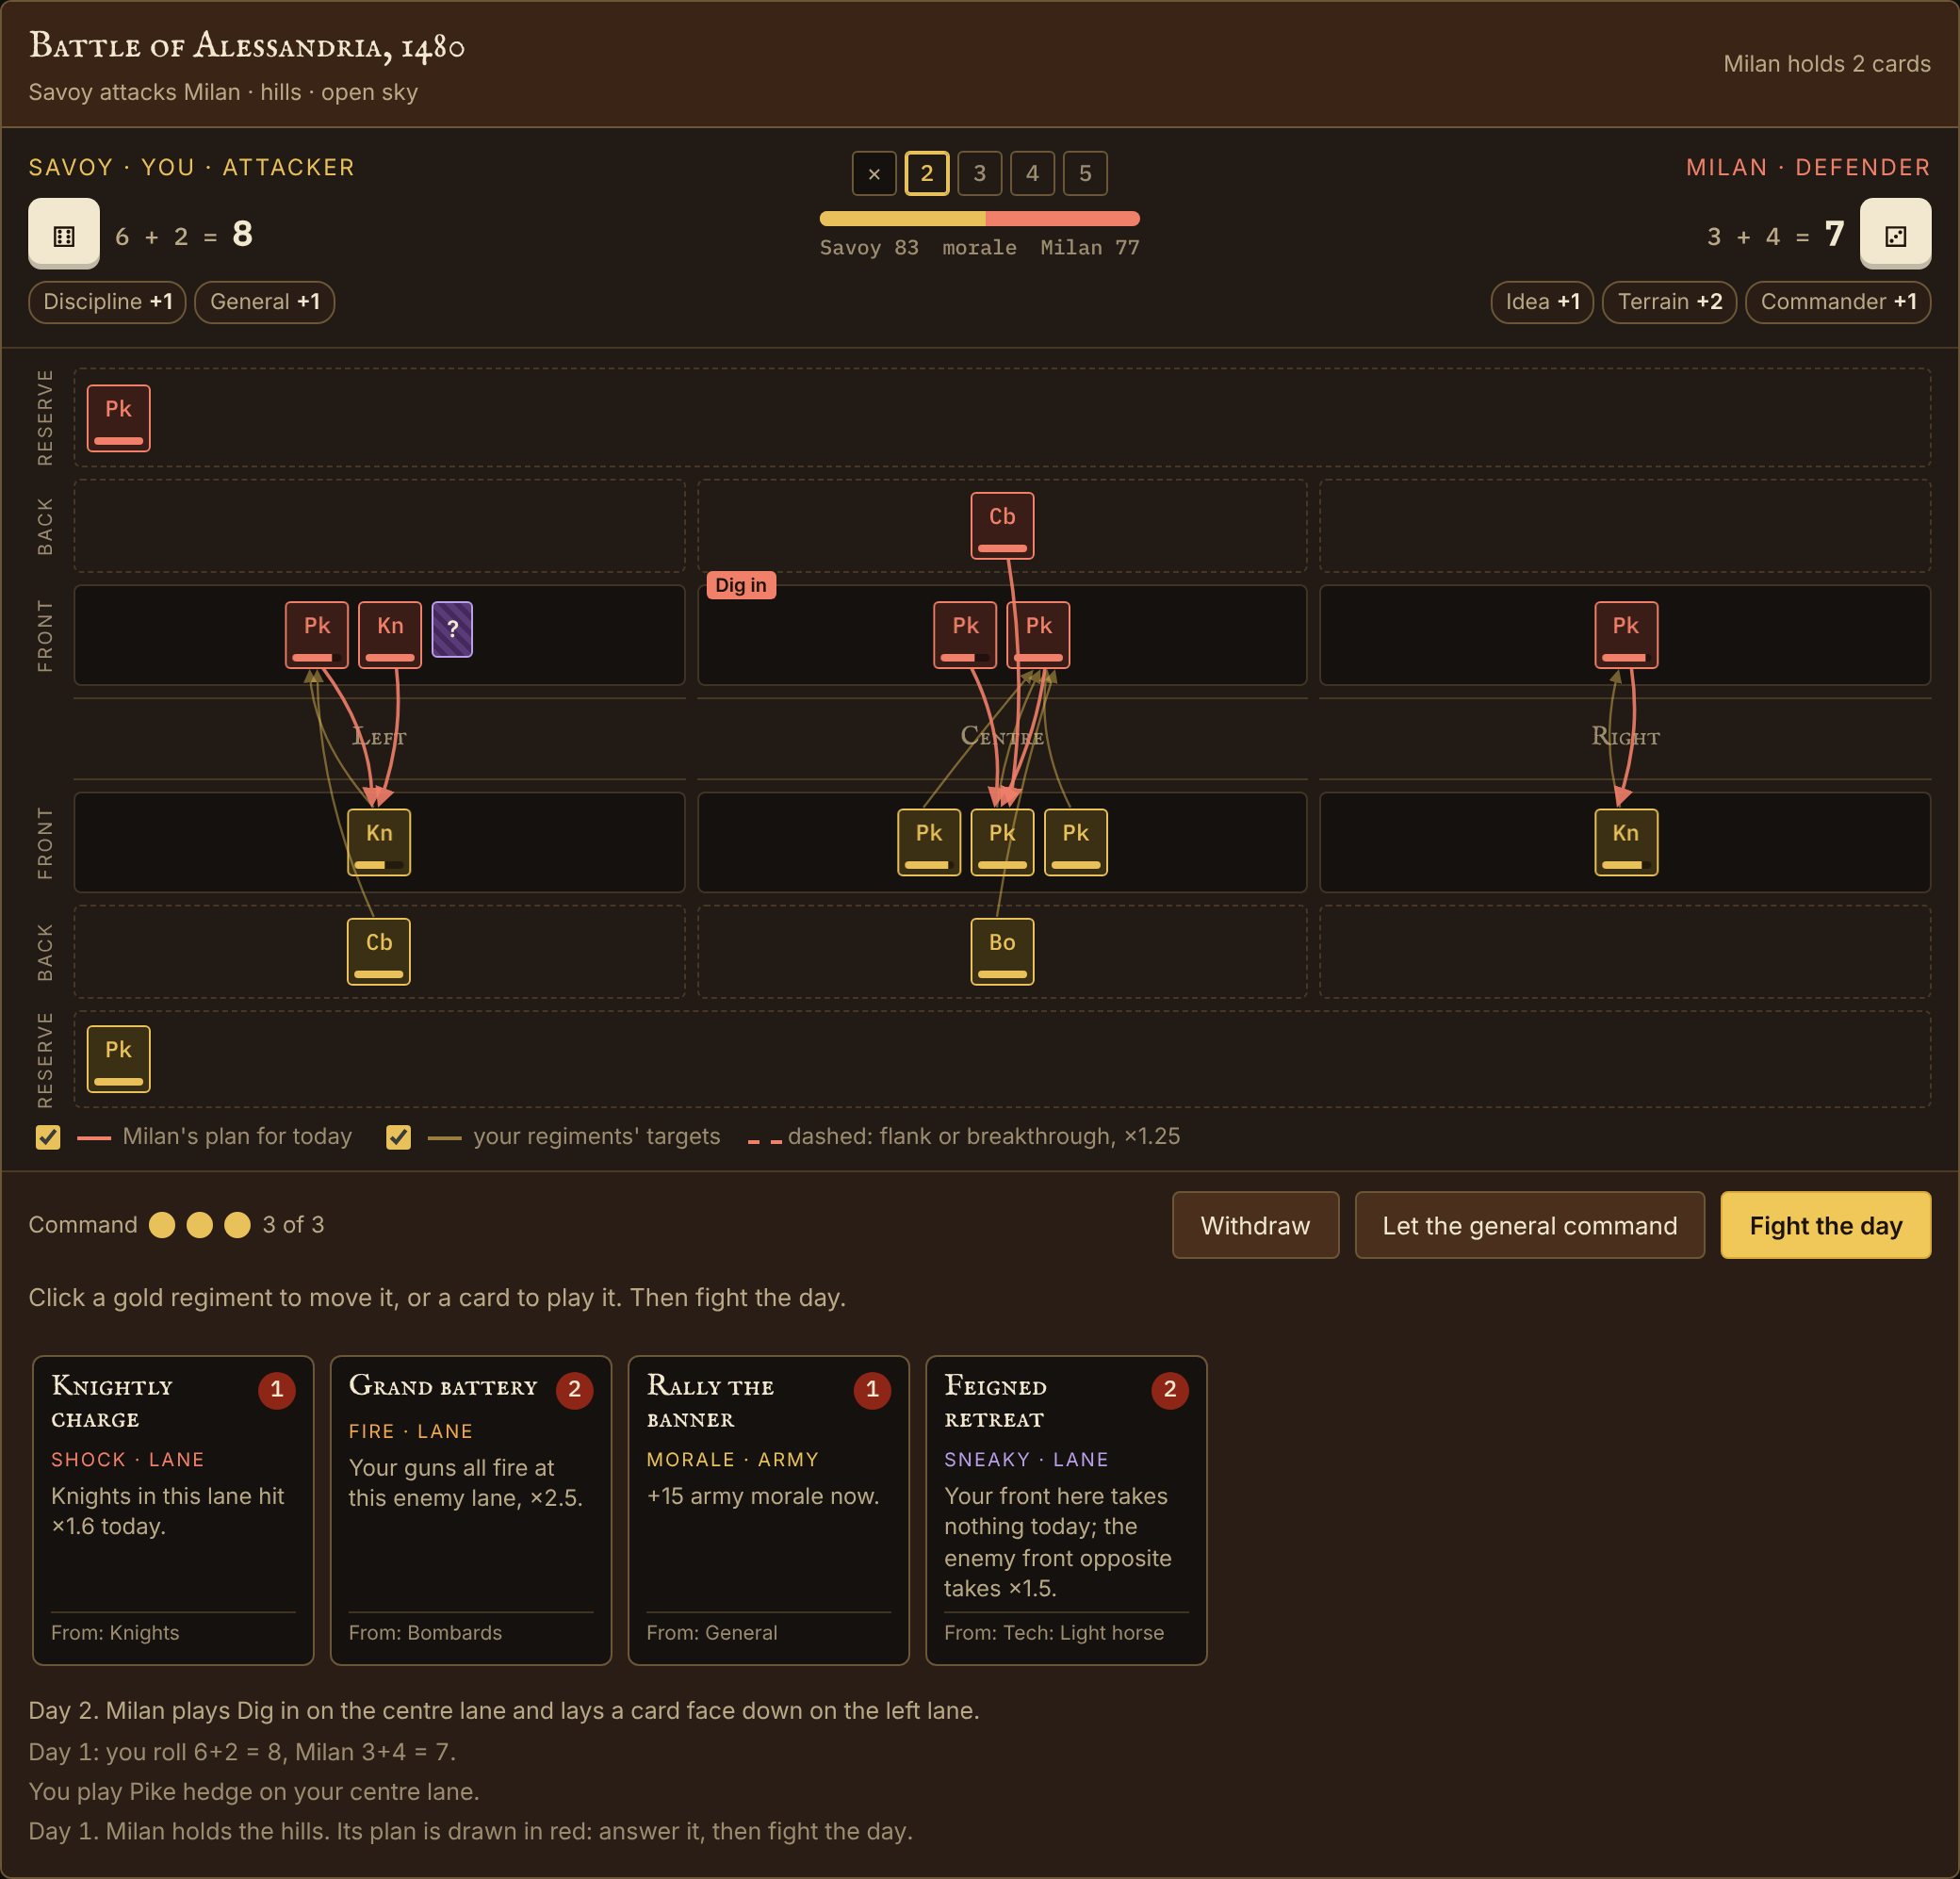 Battle of Alessandria, 1480
Savoy attacks Milan · hills · open sky
Milan holds 2 cards
SAVOY · YOU · ATTACKER
× 2 3 4 5
MILAN · DEFENDER
6 + 2 = 8
Savoy 83 morale Milan 77
3 + 4 = 7
Discipline +1 General +1
Idea +1 Terrain +2 Commander +1
RESERVE
Pk
BACK
Cb
Dig in
FRONT
Pk Kn ? Pk Pk Pk
Left Centre Right
FRONT
Kn Pk Pk Pk Kn
BACK
Cb Bo
RESERVE
Pk
Milan's plan for today your regiments' targets dashed: flank or breakthrough, ×1.25
Command 3 of 3
Withdraw Let the general command Fight the day
Click a gold regiment to move it, or a card to play it. Then fight the day.
Knightly charge 1
SHOCK · LANE
Knights in this lane hit
×1.6 today.
From: Knights
Grand battery 2
FIRE · LANE
Your guns all fire at
this enemy lane, ×2.5.
From: Bombards
Rally the banner 1
MORALE · ARMY
+15 army morale now.
From: General
Feigned retreat 2
SNEAKY · LANE
Your front here takes
nothing today; the
enemy front opposite
takes ×1.5.
From: Tech: Light horse
Day 2. Milan plays Dig in on the centre lane and lays a card face down on the left lane.
Day 1: you roll 6+2 = 8, Milan 3+4 = 7.
You play Pike hedge on your centre lane.
Day 1. Milan holds the hills. Its plan is drawn in red: answer it, then fight the day.